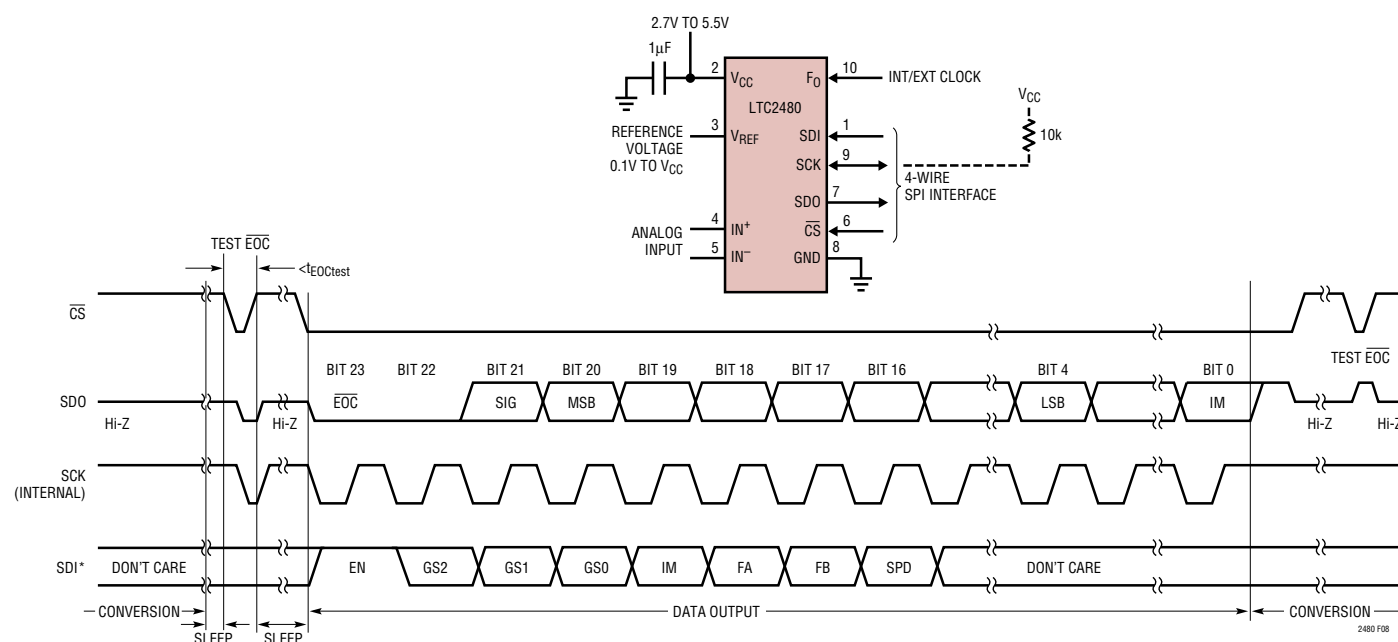 2.7V TO 5.5V
1µF
2
VCC
FO
10
INT/EXT CLOCK
LTC2480
VCC
10k
REFERENCE
VOLTAGE
0.1V TO VCC
3
VREF
SDI
1
SCK
9
SDO
7
4-WIRE
SPI INTERFACE
ANALOG
INPUT
4
IN+
5
IN−
CS
6
GND
8
TEST EOC
<tEOCtest
CS
BIT 23
BIT 22
BIT 21
BIT 20
BIT 19
BIT 18
BIT 17
BIT 16
BIT 4
BIT 0
TEST EOC
SDO
EOC
SIG
MSB
LSB
IM
Hi-Z
Hi-Z
Hi-Z
Hi-Z
SCK
(INTERNAL)
SDI*
DON'T CARE
EN
GS2
GS1
GS0
IM
FA
FB
SPD
DON'T CARE
CONVERSION
DATA OUTPUT
CONVERSION
SLEEP
SLEEP
2480 F08